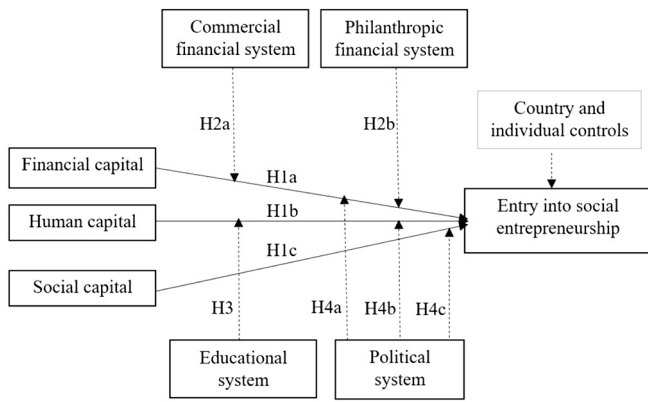 Commercial
financial system
Philanthropic
financial system
Country and
individual controls
H2a
H2b
Financial capital
H1a
Human capital
H1b
Entry into social
entrepreneurship
H1c
Social capital
H3
H4a
H4b
H4c
Educational
system
Political
system